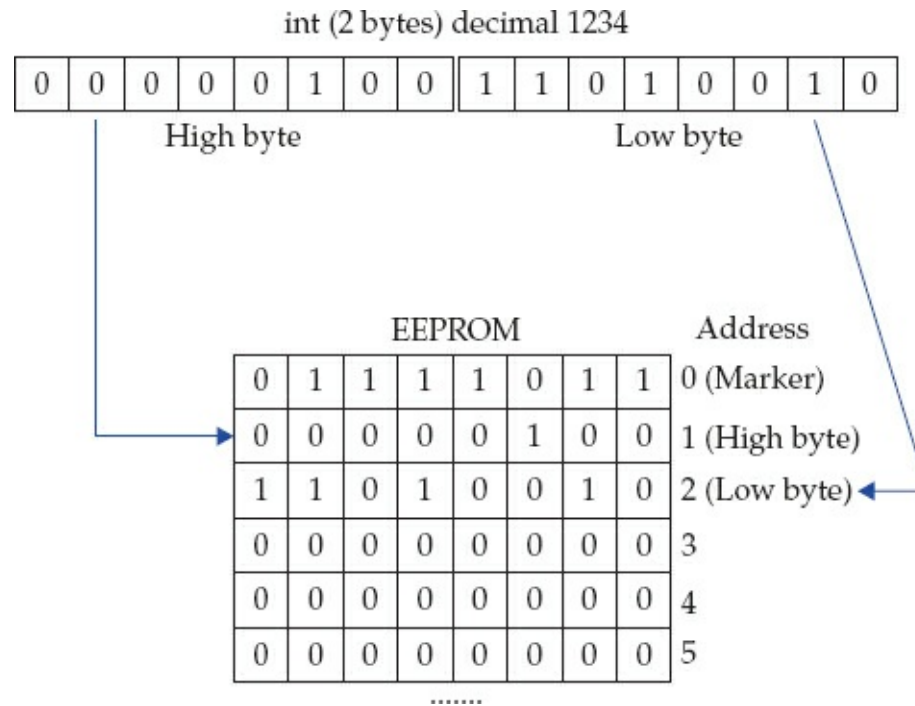 int (2 bytes) decimal 1234
0 0 0 0 0 1 0 0 1 1 0 1 0 0 1 0
High byte Low byte
EEPROM Address
0 1 1 1 1 0 1 1 0 (Marker)
0 0 0 0 0 1 0 0 1 (High byte)
1 1 0 1 0 0 1 0 2 (Low byte)
0 0 0 0 0 0 0 0 3
0 0 0 0 0 0 0 0 4
0 0 0 0 0 0 0 0 5
.......